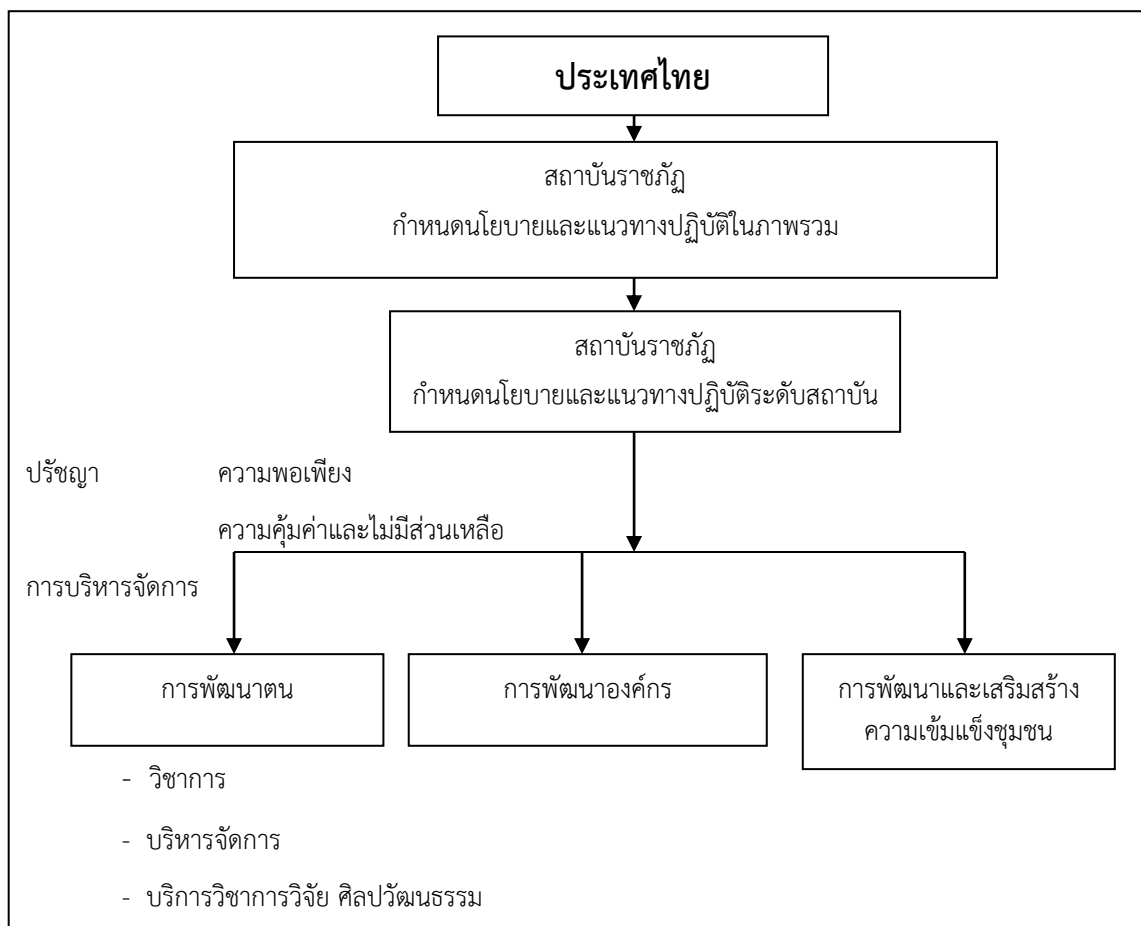 ประเทศไทย
สถาบันราชภัฏ
กำหนดนโยบายและแนวทางปฏิบัติในภาพรวม
สถาบันราชภัฏ
กำหนดนโยบายและแนวทางปฏิบัติระดับสถาบัน
ปรัชญา ความพอเพียง
ความคุ้มค่าและไม่มีส่วนเหลือ
การบริหารจัดการ
การพัฒนาตน
การพัฒนาองค์กร
การพัฒนาและเสริมสร้าง
ความเข้มแข็งชุมชน
- วิชาการ
- บริหารจัดการ
- บริการวิชาการวิจัย ศิลปวัฒนธรรม